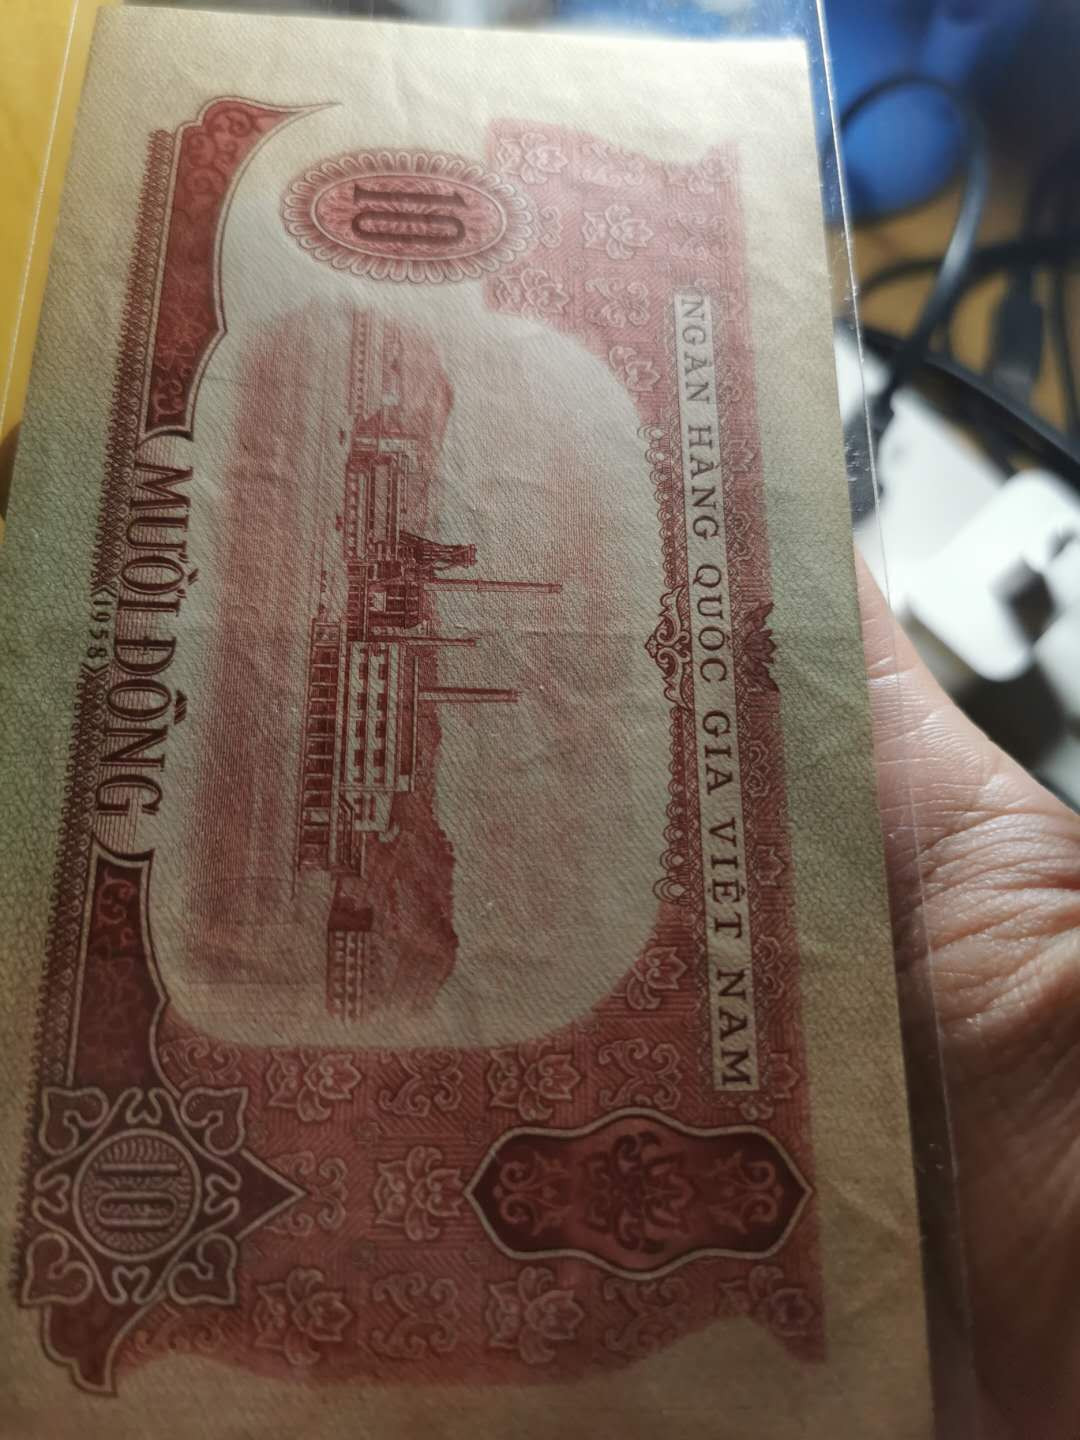 NGÂN HÀNG QUỐC GIA VIỆT NAM
10
MƯỜI ĐỒNG
(1958)
10